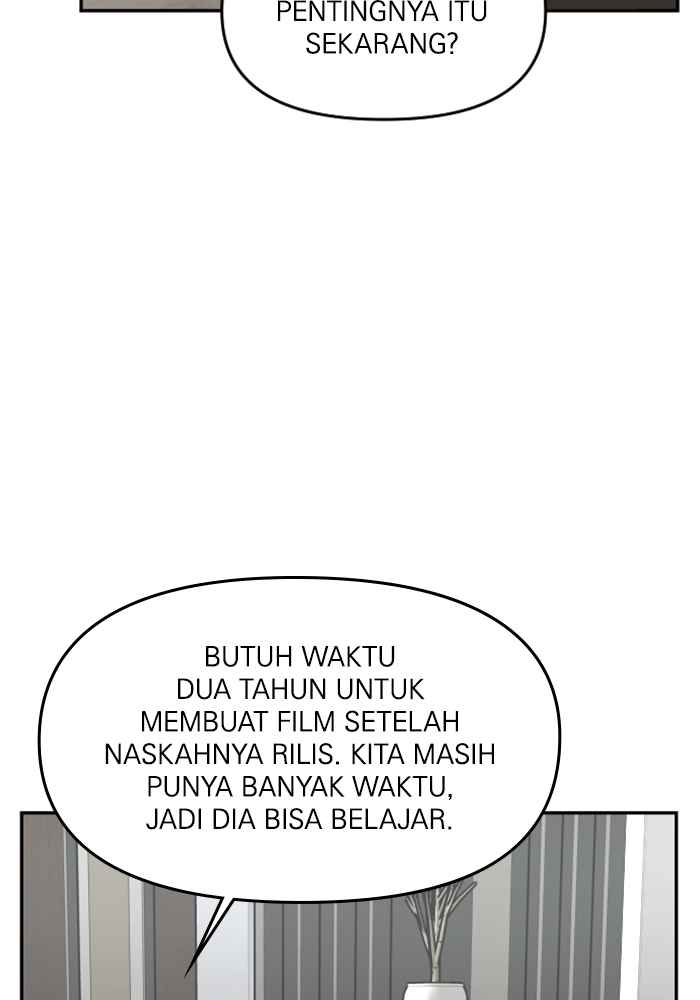 PENTINGNYA ITU
SEKARANG?
BUTUH WAKTU
DUA TAHUN UNTUK
MEMBUAT FILM SETELAH
NASKAHNYA RILIS. KITA MASIH
PUNYA BANYAK WAKTU,
JADI DIA BISA BELAJAR.